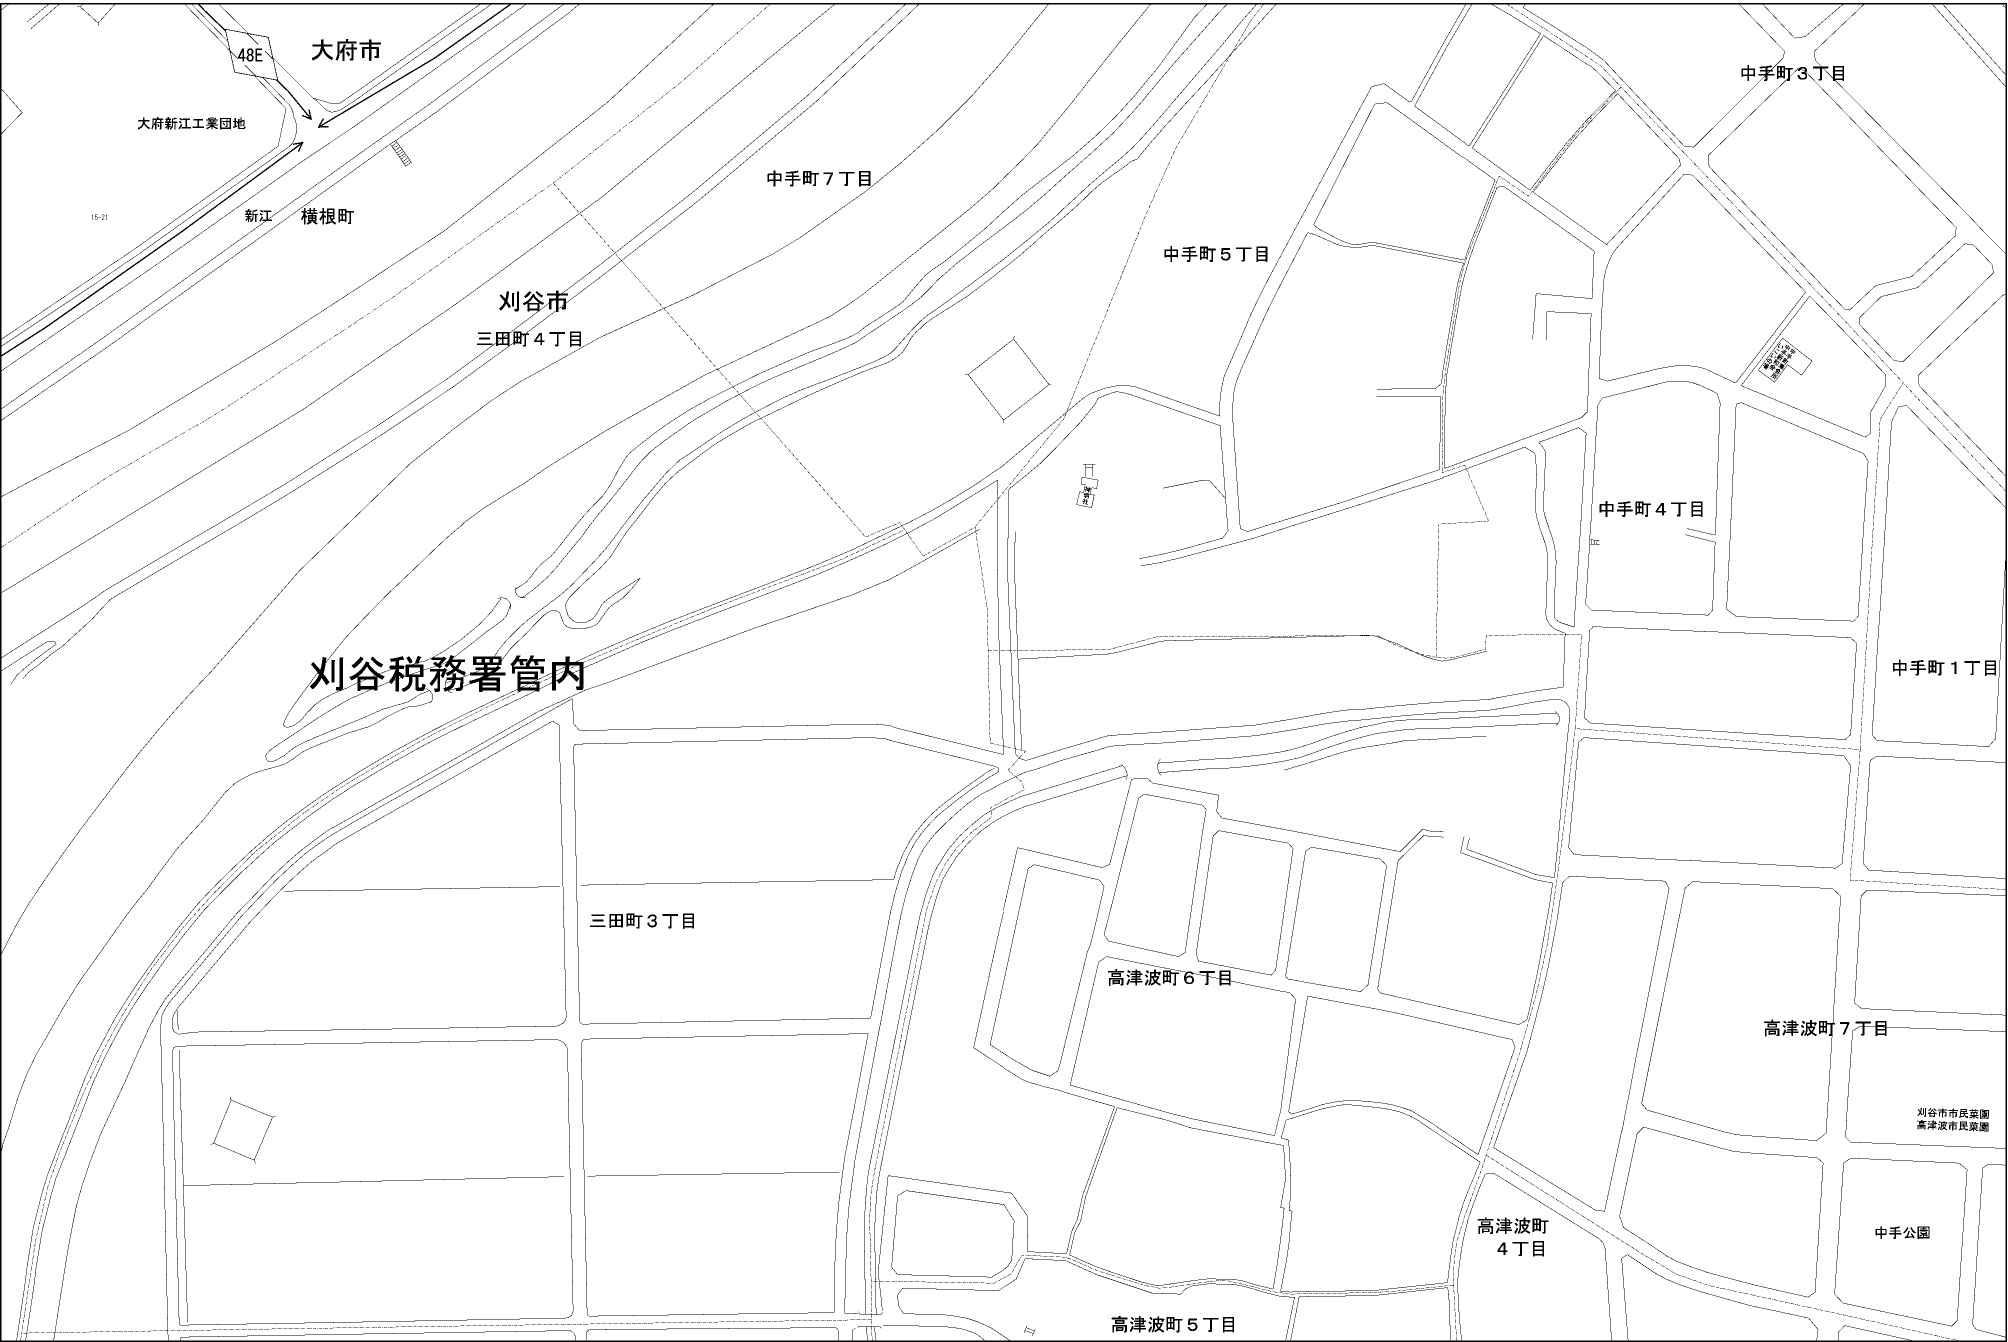 48E
大府市
中手町３丁目
大府新江工業団地
中手町７丁目
15-21
新江
横根町
中手町５丁目
刈谷市
三田町４丁目
中手町４丁目
刈谷税務署管内
中手町１丁目
三田町３丁目
高津波町６丁目
高津波町７丁目
刈谷市市民菜園
高津波市民菜園
高津波町
４丁目
中手公園
高津波町５丁目